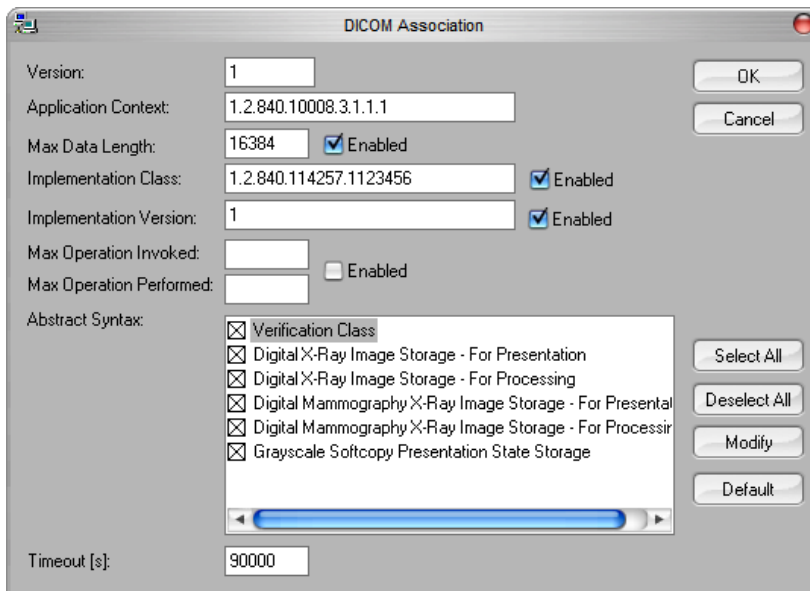 DICOM Association
Version: 1
OK
Application Context: 1.2.840.10008.3.1.1.1
Cancel
Max Data Length: 16384 Enabled
Implementation Class: 1.2.840.114257.1123456 Enabled
Implementation Version: 1 Enabled
Max Operation Invoked:
Enabled
Max Operation Performed:
Abstract Syntax:
Verification Class
Digital X-Ray Image Storage - For Presentation
Digital X-Ray Image Storage - For Processing
Digital Mammography X-Ray Image Storage - For Presentat
Digital Mammography X-Ray Image Storage - For Processin
Grayscale Softcopy Presentation State Storage
Select All
Deselect All
Modify
Default
Timeout [s]: 90000